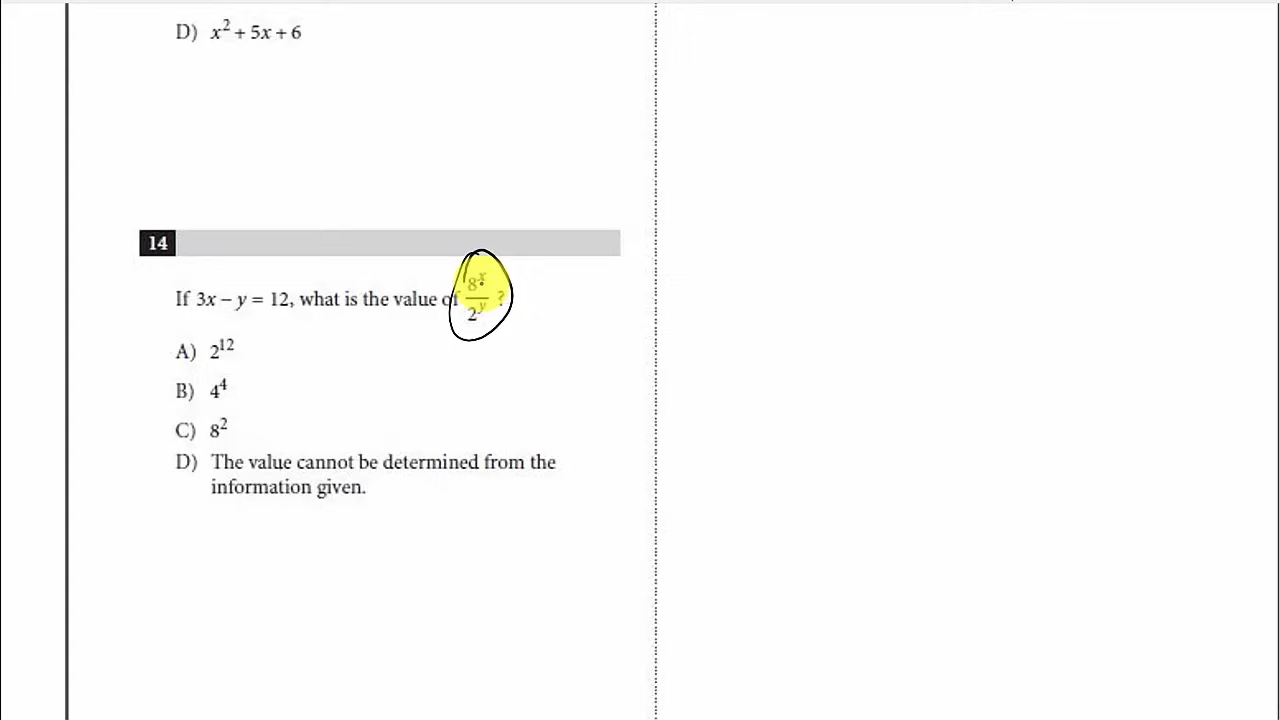 D) x² + 5x + 6
14
If 3x − y = 12, what is the value of 8ˣ/2ʸ ?
A) 2¹²
B) 4⁴
C) 8²
D) The value cannot be determined from the
information given.